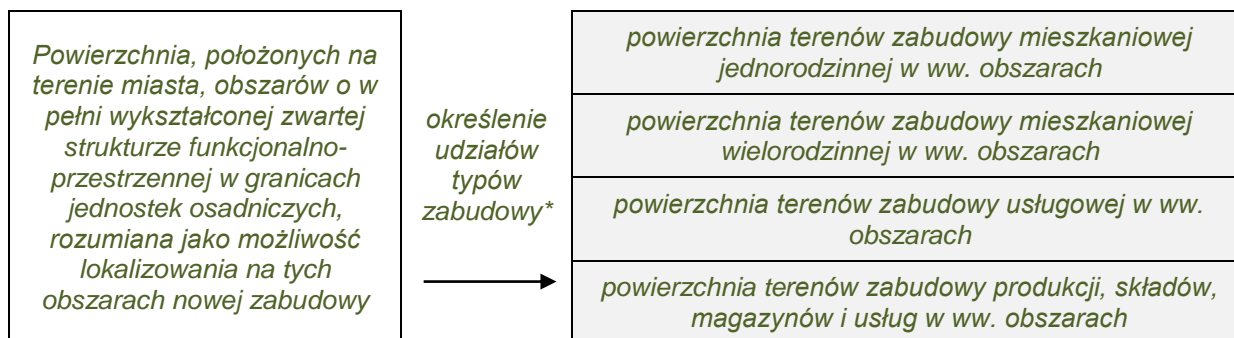 Powierzchnia, położonych na
terenie miasta, obszarów o w
pełni wykształconej zwartej
strukturze funkcjonalno-
przestrzennej w granicach
jednostek osadniczych,
rozumiana jako możliwość
lokalizowania na tych
obszarach nowej zabudowy
określenie
udziałów
typów
zabudowy*
powierzchnia terenów zabudowy mieszkaniowej
jednorodzinnej w ww. obszarach
powierzchnia terenów zabudowy mieszkaniowej
wielorodzinnej w ww. obszarach
powierzchnia terenów zabudowy usługowej w ww.
obszarach
powierzchnia terenów zabudowy produkcji, składów,
magazynów i usług w ww. obszarach